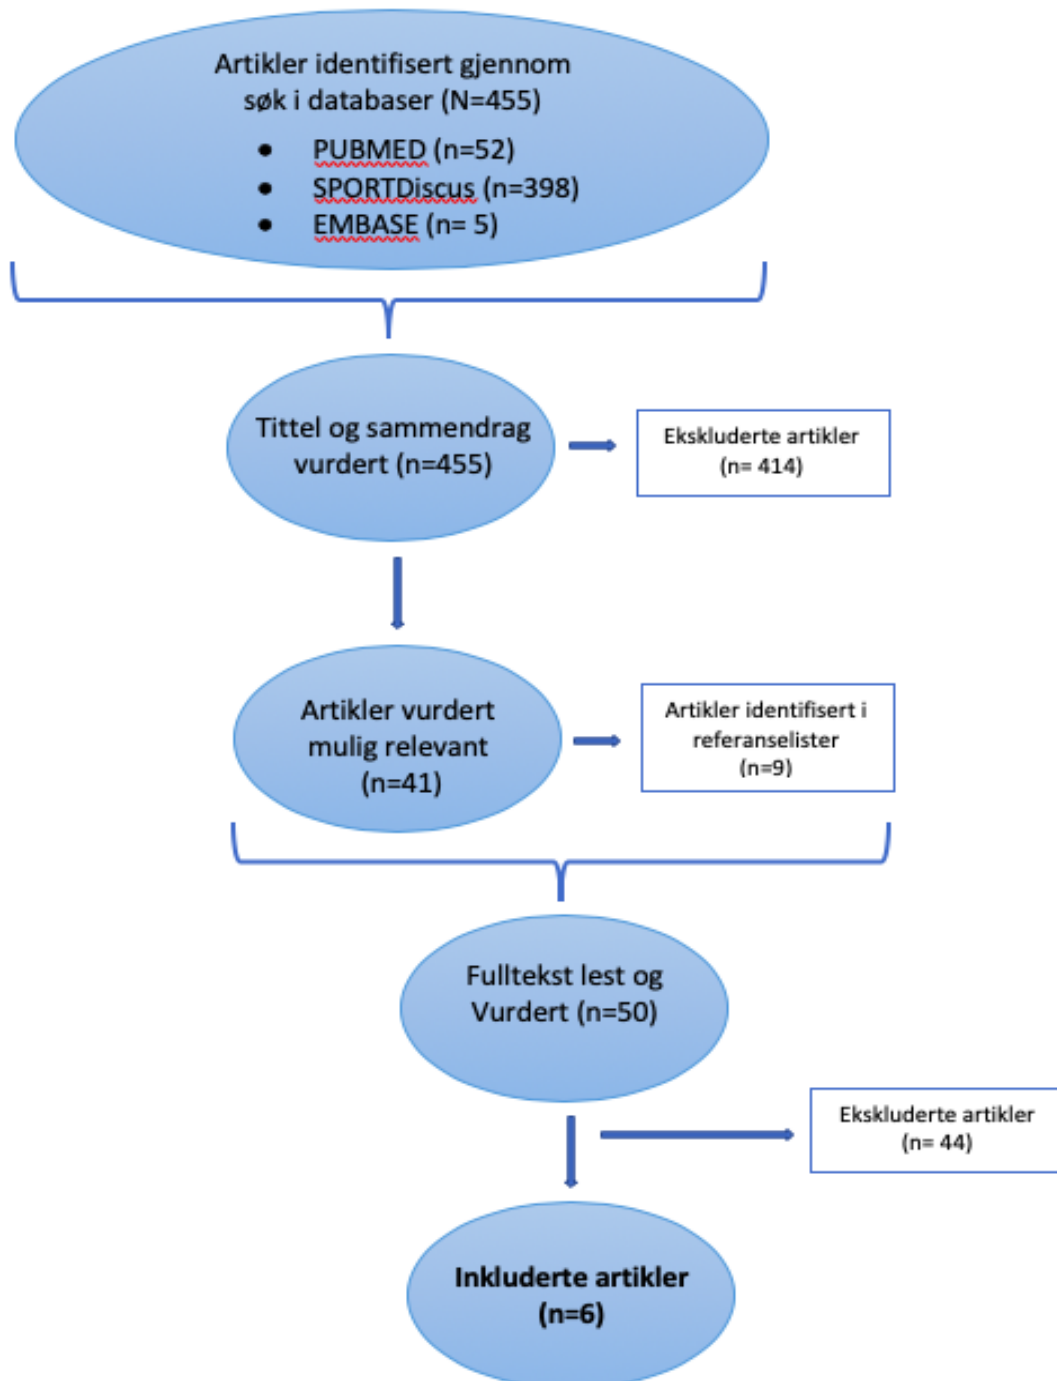 Artikler identifisert gjennom
søk i databaser (N=455)
• PUBMED (n=52)
• SPORTDiscus (n=398)
• EMBASE (n= 5)
Tittel og sammendrag
vurdert (n=455)
Ekskluderte artikler
(n= 414)
Artikler vurdert
mulig relevant
(n=41)
Artikler identifisert i
referanselister
(n=9)
Fulltekst lest og
Vurdert (n=50)
Ekskluderte artikler
(n= 44)
Inkluderte artikler
(n=6)